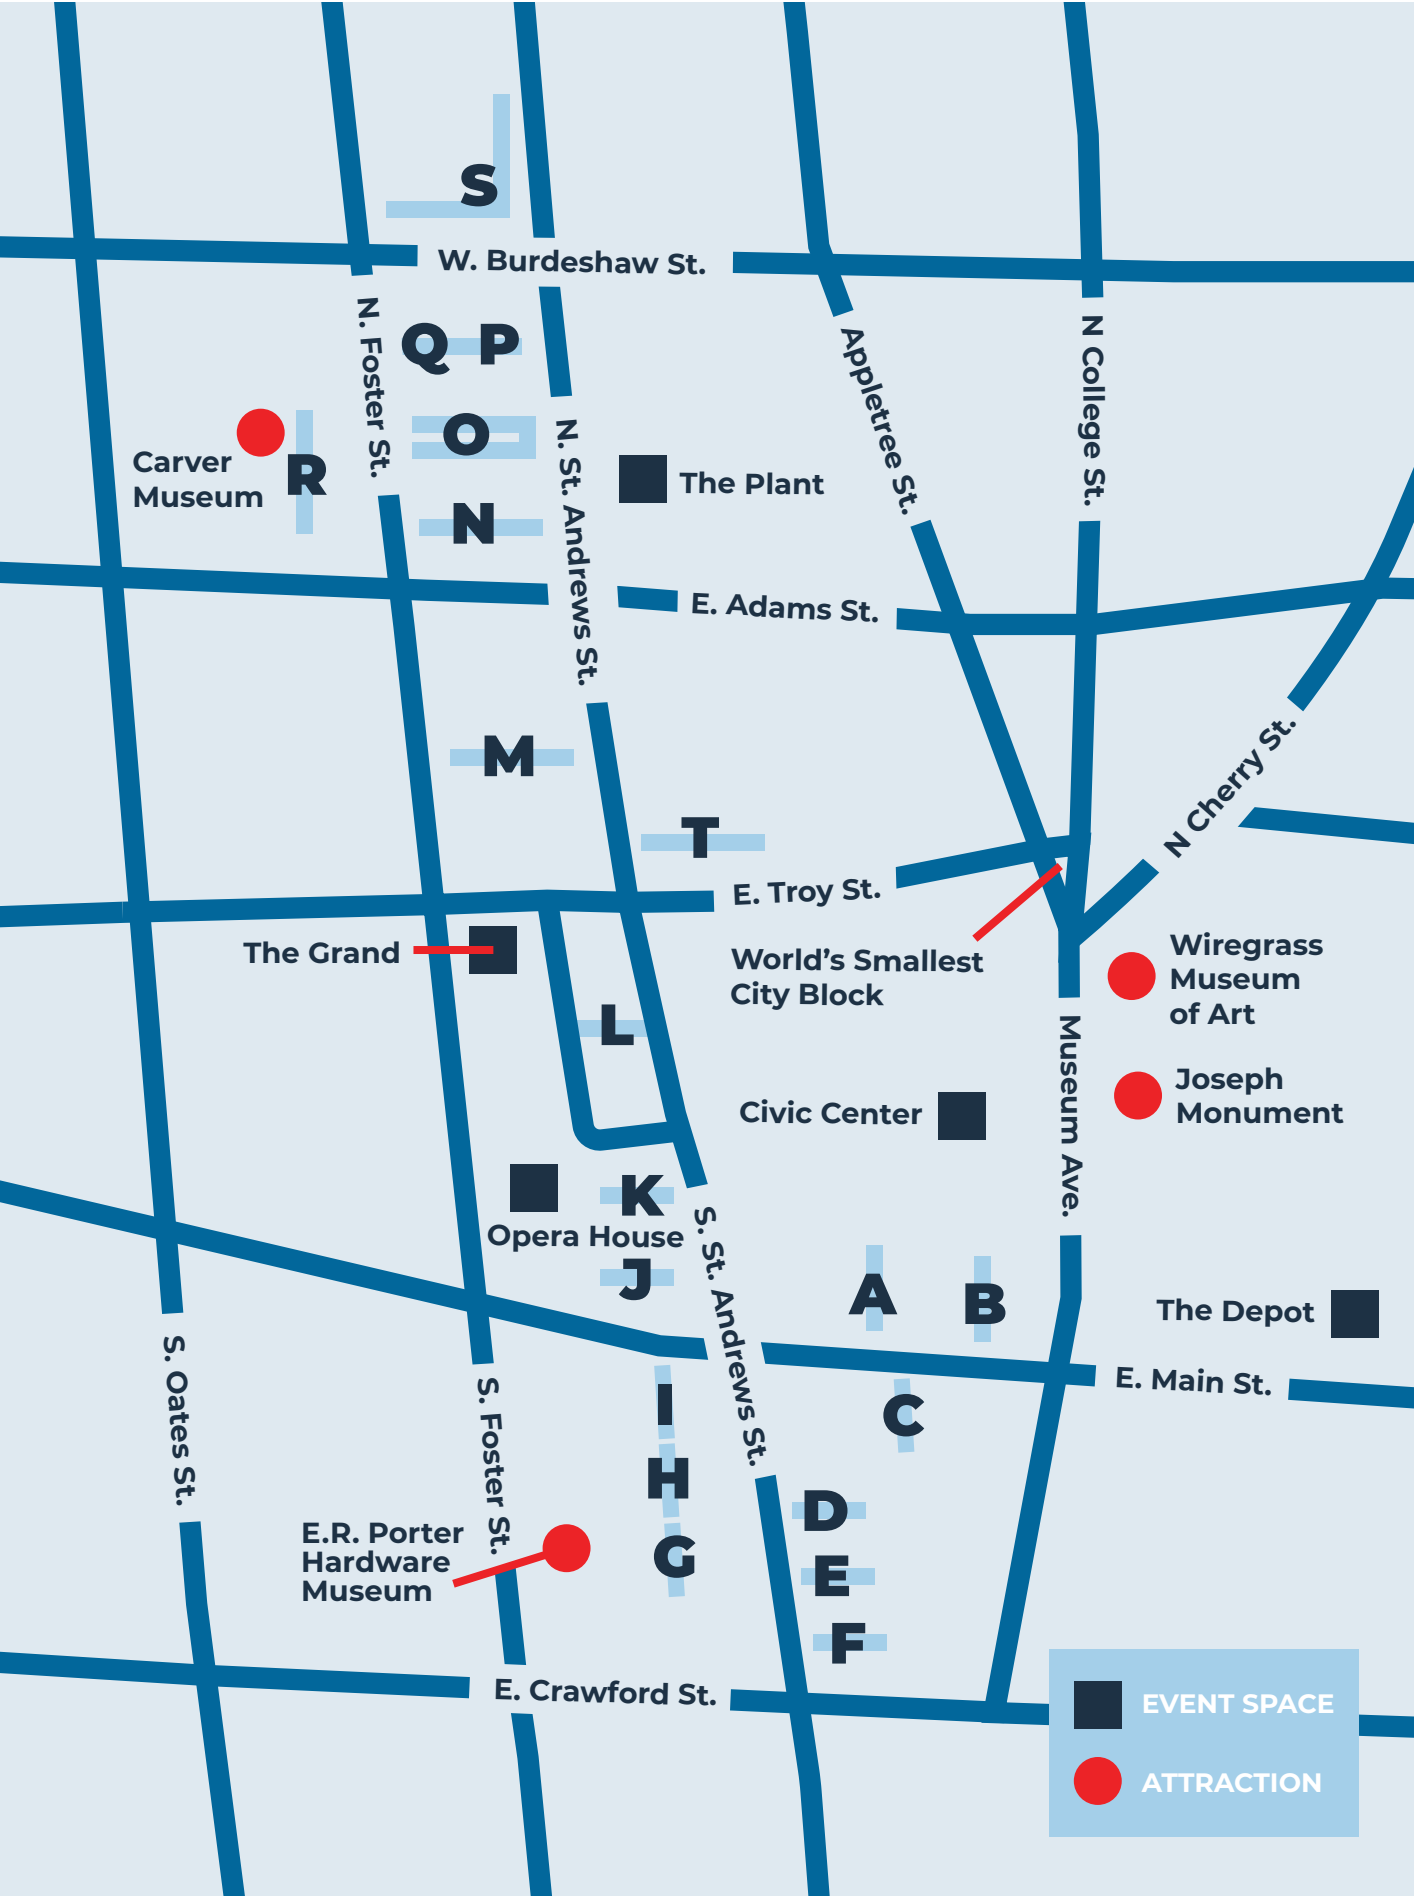 S
W. Burdeshaw St.
N. Foster St.
Q
P
Appletree St.
N College St.
Carver
Museum
R
O
N
N. St. Andrews St.
The Plant
E. Adams St.
M
T
N Cherry St.
E. Troy St.
The Grand
World’s Smallest
City Block
Wiregrass
Museum
of Art
L
Museum Ave.
Joseph
Monument
Civic Center
K
Opera House
J
S. St. Andrews St.
A
B
The Depot
S. Oates St.
S. Foster St.
E. Main St.
I
C
H
D
E.R. Porter
Hardware
Museum
G
E
F
E. Crawford St.
EVENT SPACE
ATTRACTION